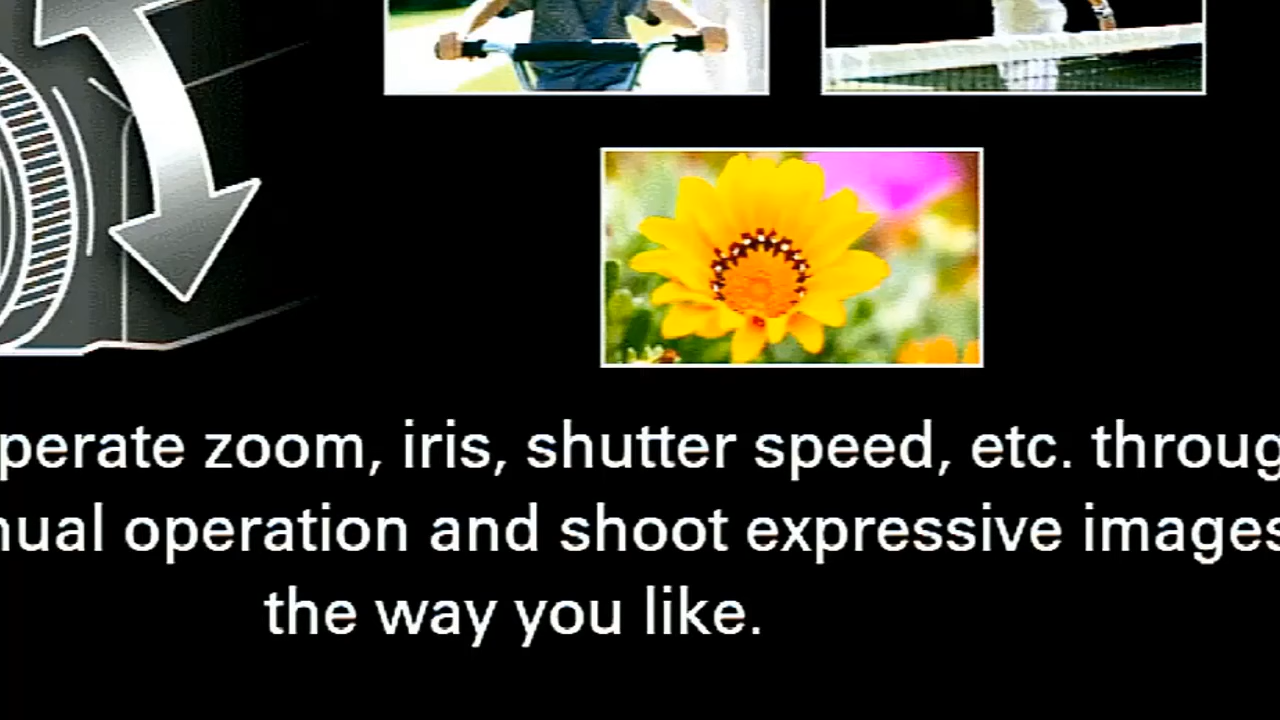 perate zoom, iris, shutter speed, etc. throug
nual operation and shoot expressive images
the way you like.